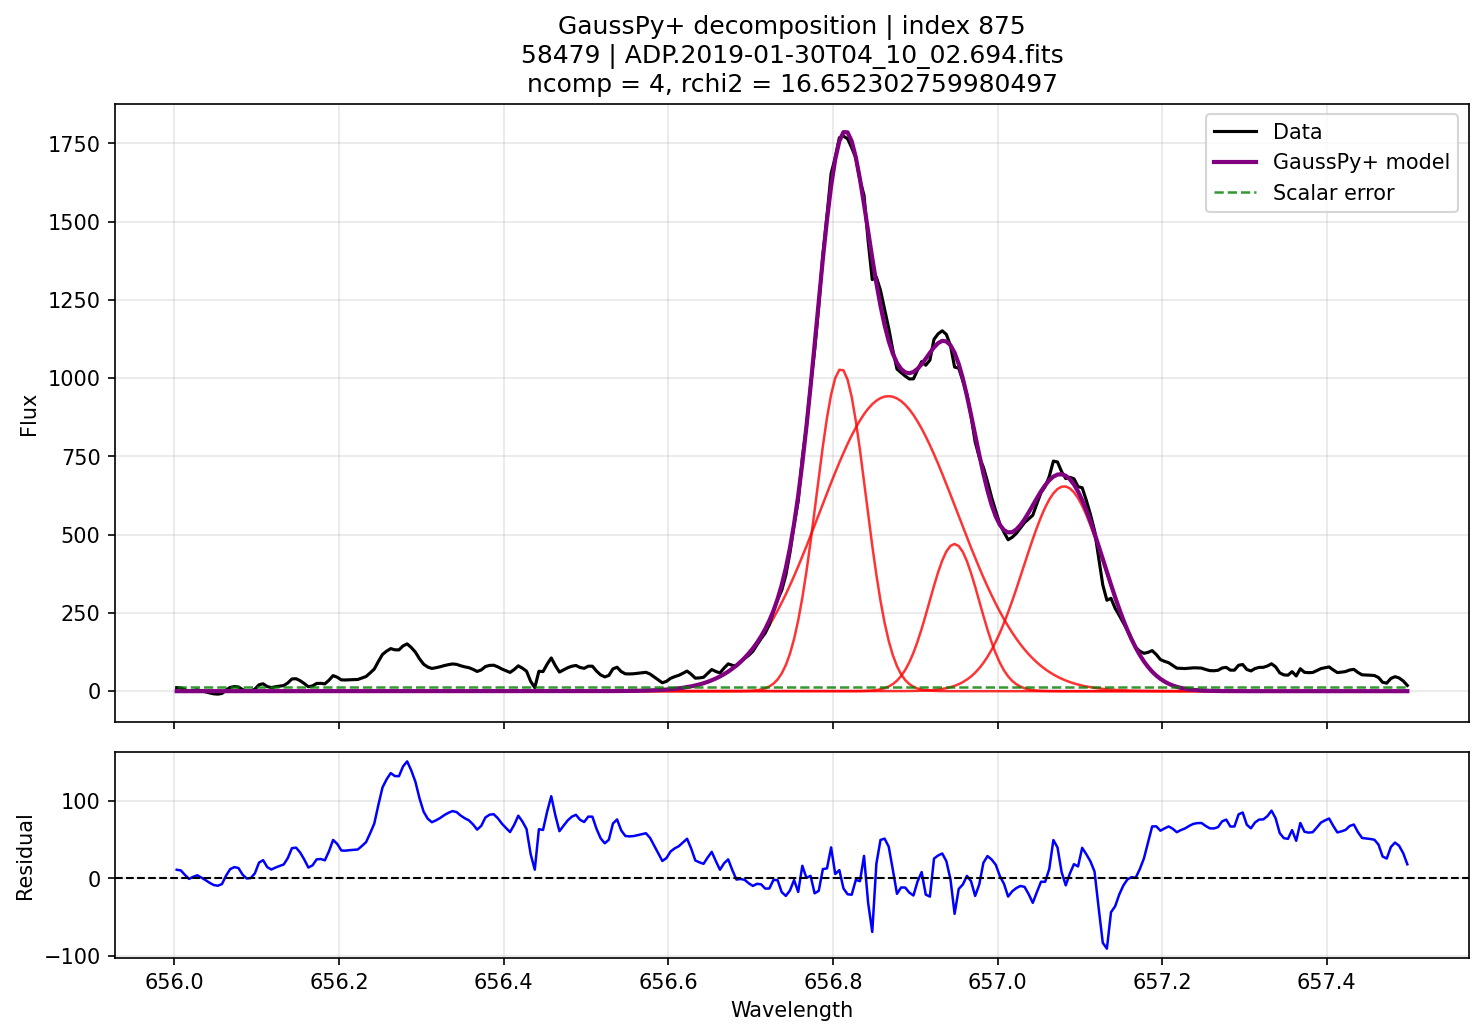 GaussPy+ decomposition | index 875
58479 | ADP.2019-01-30T04_10_02.694.fits
ncomp = 4, rchi2 = 16.652302759980497
Data
GaussPy+ model
Scalar error
Flux
1750
1500
1250
1000
750
500
250
0
Residual
100
0
−100
656.0
656.2
656.4
656.6
656.8
657.0
657.2
657.4
Wavelength